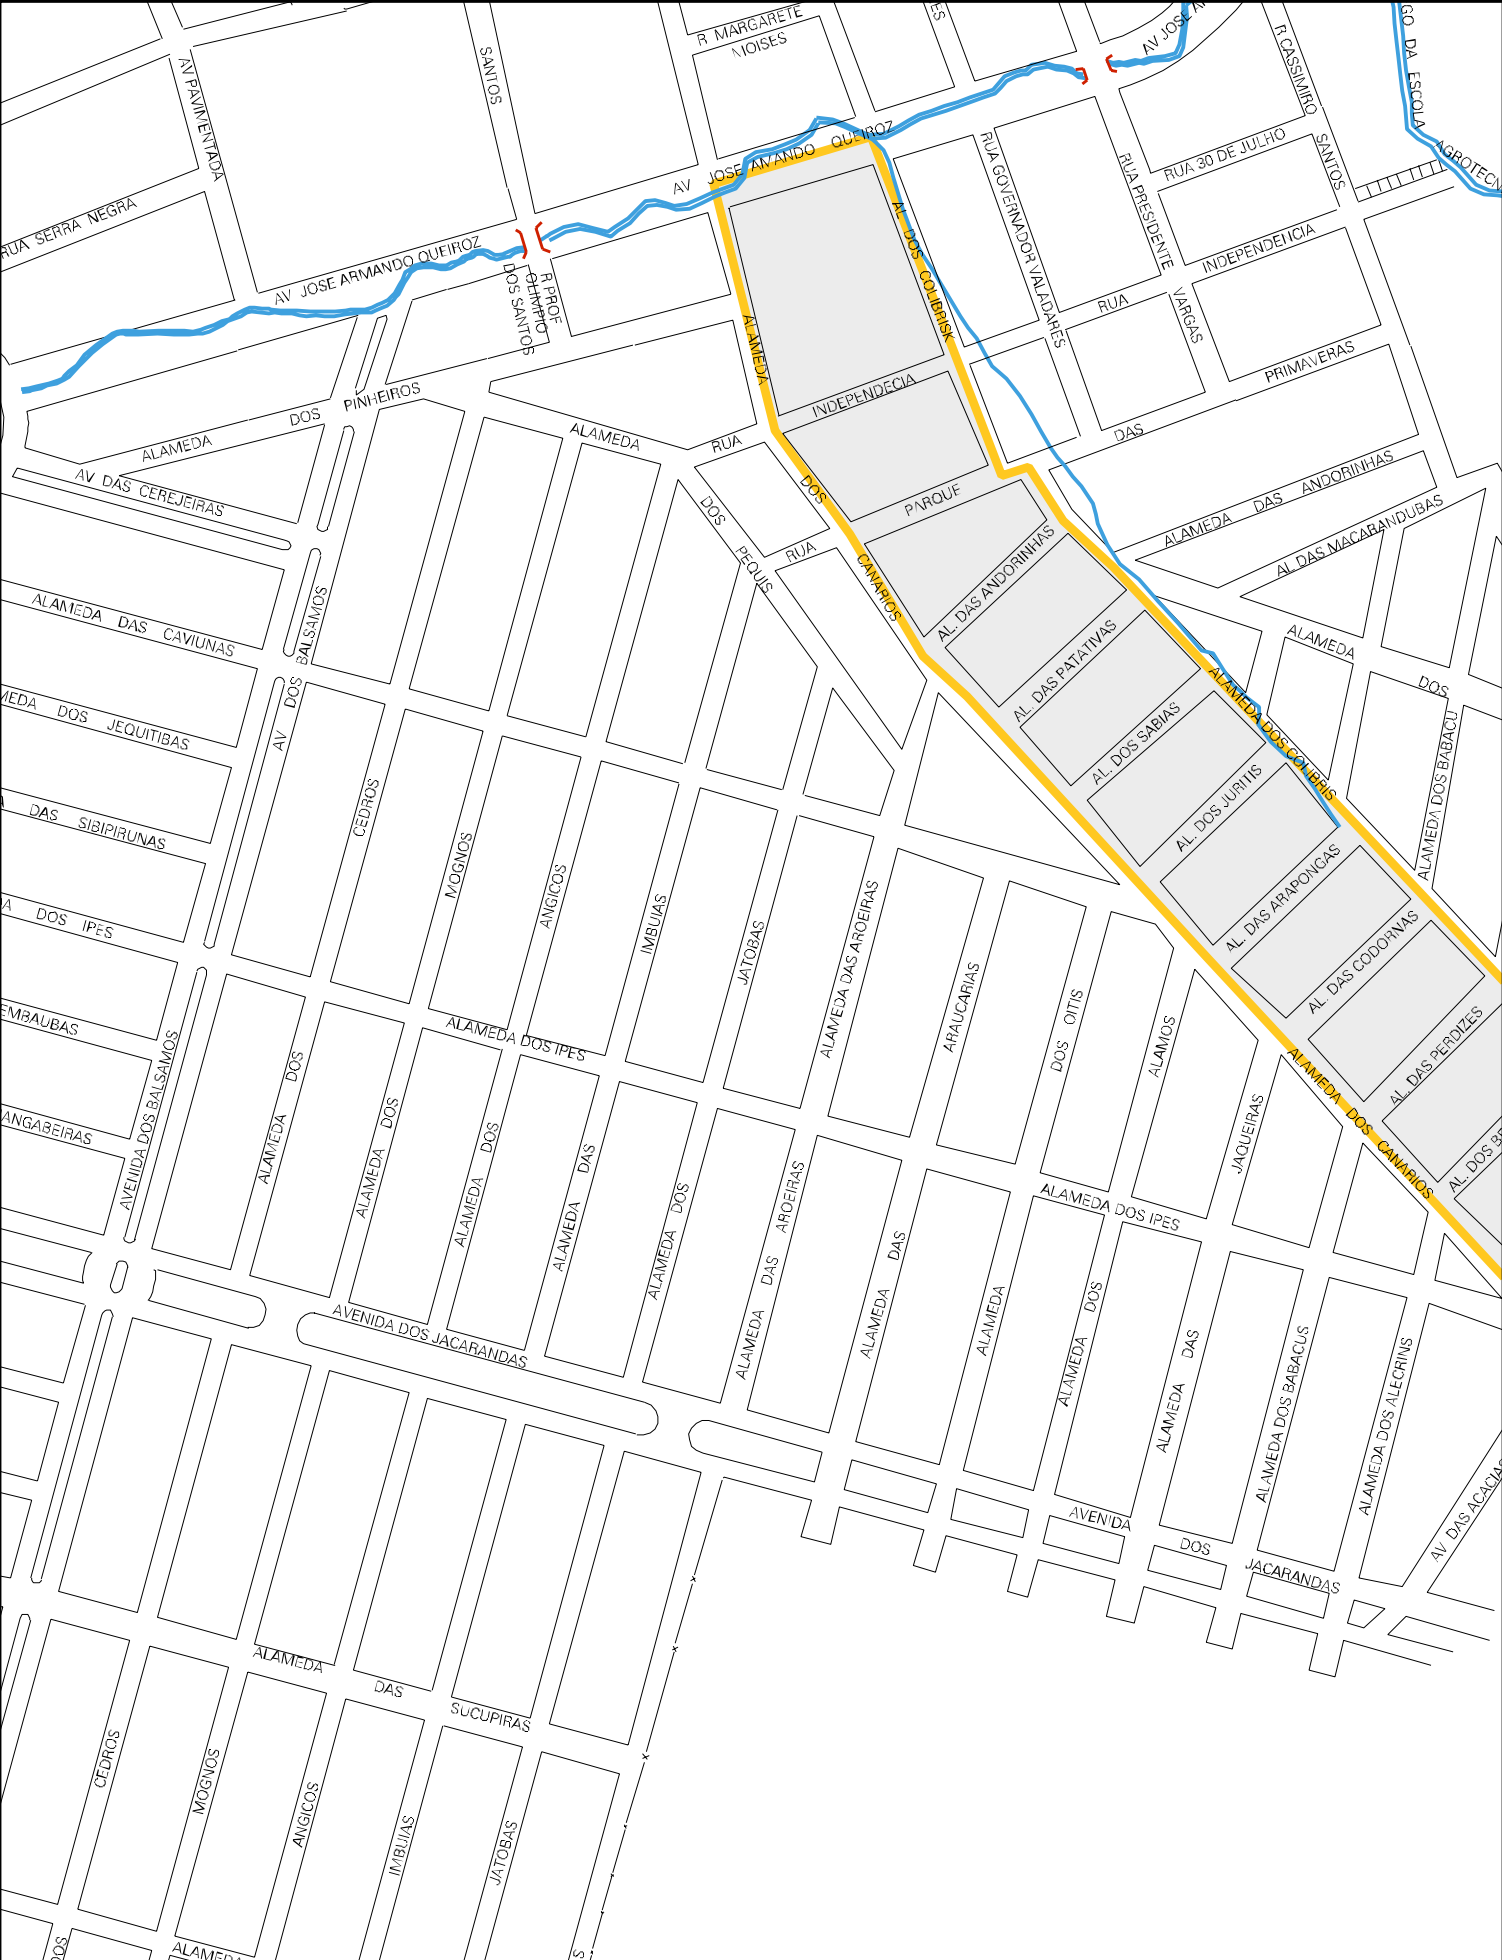 R MARGARETE
MOISES
SANTOS
AV PAVIMENTADA
R CASSIMIRO
SANTOS
DA ESCOLA
AGROTECN
RUA 30 DE JULHO
RUA PRESIDENTE
VARGAS
RUA GOVERNADOR VALADARES
AV JOSE AMANDO QUEIROZ
RUA SERRA NEGRA
AV JOSE ARMANDO QUEIROZ
R PROF
OLIMPIO
DOS SANTOS
AL DOS COLIBRISK
RUA INDEPENDENCIA
ALAMEDA
DOS
CANARIOS
RUA INDEPENDECIA
DAS PRIMAVERAS
ALAMEDA DOS PINHEIROS
ALAMEDA
AV DAS CEREJEIRAS
RUA PARQUE
DOS PEQUIS
ALAMEDA DAS ANDORINHAS
AL DAS MACARANDUBAS
AL. DAS ANDORINHAS
AL. DAS PATATIVAS
AL. DOS SABIAS
AL. DOS JURITIS
AL. DAS ARAPONGAS
AL. DAS CODORNAS
AL. DAS PERDIZES
ALAMEDA DOS COLIBRIS
ALAMEDA DOS
ALAMEDA DOS BABACU
ALAMEDA DAS CAVIUNAS
AV DOS BALSAMOS
DOS JEQUITIBAS
DAS SIBIPIRUNAS
DOS IPES
EMBAUBAS
ANGABEIRAS
CEDROS
MOGNOS
ANGICOS
IMBUIAS
JATOBAS
ALAMEDA DAS AROEIRAS
ARAUCARIAS
DOS OITIS
ALAMOS
JAQUEIRAS
ALAMEDA DOS CANARIOS
ALAMEDA DOS IPES
ALAMEDA DOS IPES
AVENIDA DOS BALSAMOS
ALAMEDA DOS
ALAMEDA DOS
ALAMEDA DOS
ALAMEDA DAS
ALAMEDA DOS
ALAMEDA DAS AROEIRAS
ALAMEDA DAS
ALAMEDA
ALAMEDA DOS
ALAMEDA DAS
ALAMEDA DOS BABACUS
ALAMEDA DOS ALECRINS
AV DAS ACACIAS
AVENIDA DOS JACARANDAS
AVENIDA DOS JACARANDAS
ALAMEDA DAS SUCUPIRAS
CEDROS
MOGNOS
ANGICOS
IMBUIAS
JATOBAS
ALAMEDA